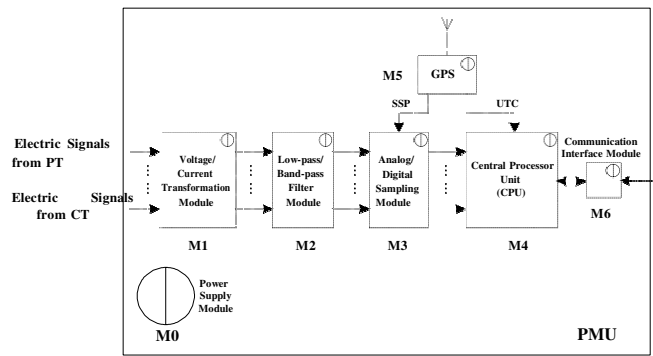 GPS
M5
SSP
UTC
Electric Signals
from PT
Electric Signals
from CT
Voltage/
Current
Transformation
Module
M1
Low-pass/
Band-pass
Filter
Module
M2
Analog/
Digital
Sampling
Module
M3
Central Processor
Unit
(CPU)
M4
Communication
Interface Module
M6
Power
Supply
Module
M0
PMU